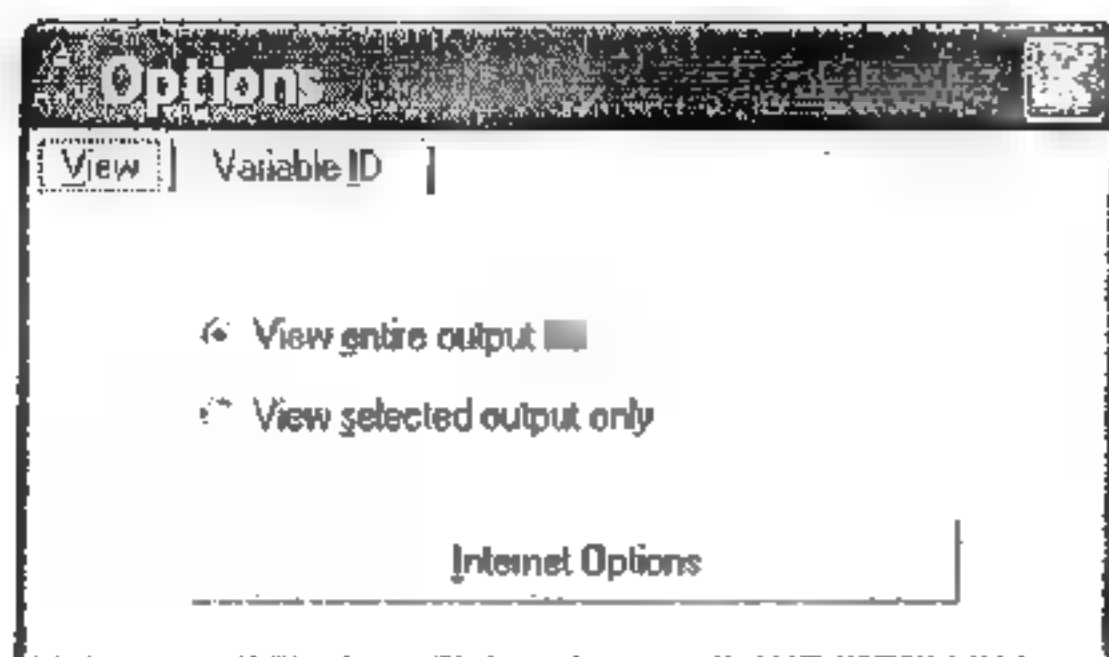 Options
View Variable ID
View entire output
View selected output only
Internet Options